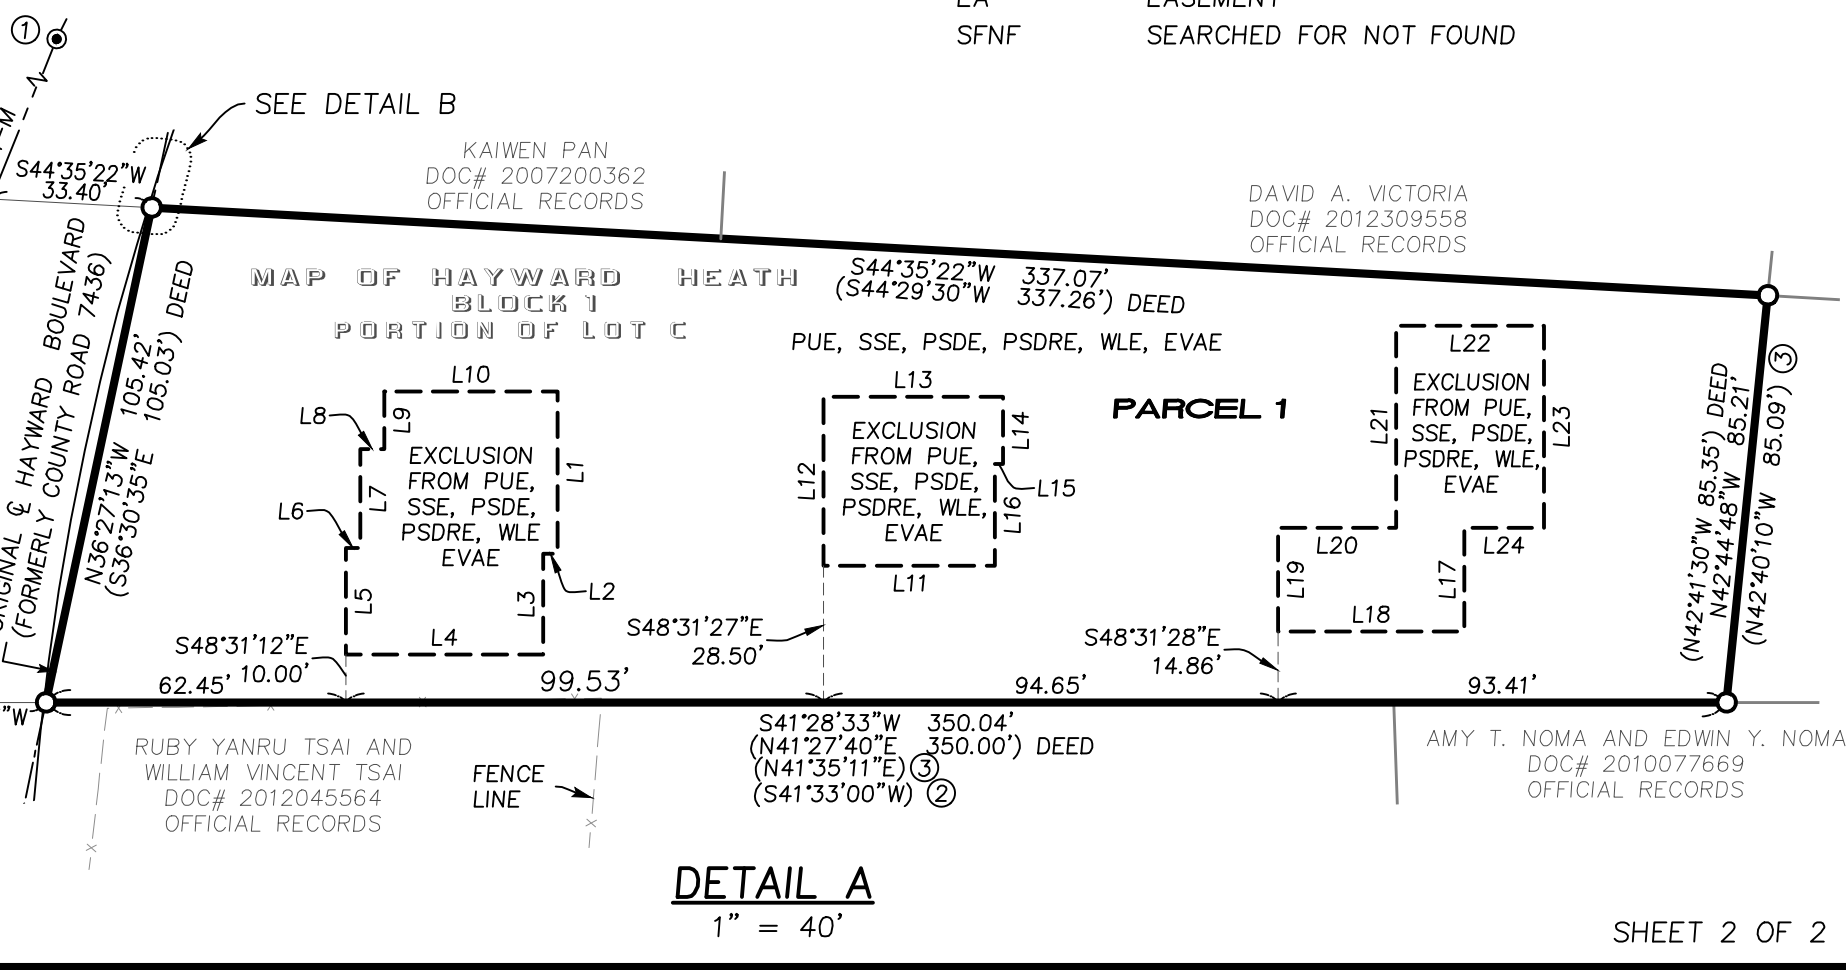 EA EASEMENT
SFNF SEARCHED FOR NOT FOUND
①
SEE DETAIL B
S44°35'22"W
33.40'
KAIWEN PAN
DOC# 2007200362
OFFICIAL RECORDS
DAVID A. VICTORIA
DOC# 2012309558
OFFICIAL RECORDS
MAP OF HAYWARD HEATH
BLOCK 1
PORTION OF LOT C
S44°35'22"W 337.07'
(S44°29'30"W 337.26') DEED
PUE, SSE, PSDE, PSDRE, WLE, EVAE
PARCEL 1
ORIGINAL ℄ HAYWARD BOULEVARD
(FORMERLY COUNTY ROAD 7436)
N36°27'13"W 105.42'
(S36°30'35"E 105.03') DEED
L10
L8
L9
EXCLUSION
FROM PUE,
SSE, PSDE,
PSDRE, WLE
EVAE
L1
L7
L6
L5
L3
L2
L4
L13
L14
L12
EXCLUSION
FROM PUE,
SSE, PSDE,
PSDRE, WLE,
EVAE
L15
L16
L11
L22
EXCLUSION
FROM PUE,
SSE, PSDE,
PSDRE, WLE,
EVAE
L21
L23
L20
L24
L19
L17
L18
(N42°41'30"W 85.35') DEED
N42°44'48"W 85.21'
(N42°40'10"W 85.09') ③
S48°31'12"E
10.00'
S48°31'27"E
28.50'
S48°31'28"E
14.86'
62.45'
99.53'
94.65'
93.41'
"W
S41°28'33"W 350.04'
(N41°27'40"E 350.00') DEED
(N41°35'11"E) ③
(S41°33'00"W) ②
RUBY YANRU TSAI AND
WILLIAM VINCENT TSAI
DOC# 2012045564
OFFICIAL RECORDS
FENCE
LINE
AMY T. NOMA AND EDWIN Y. NOMA
DOC# 2010077669
OFFICIAL RECORDS
DETAIL A
1" = 40'
SHEET 2 OF 2